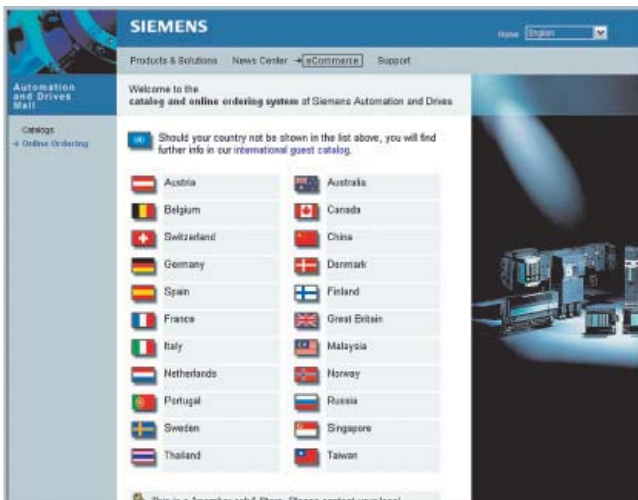 SIEMENS
Home English
Products & Solutions News Center eCommerce Support
Automation
and Drives
Mall
Welcome to the
catalog and online ordering system of Siemens Automation and Drives
Catalogs
Online Ordering
Should your country not be shown in the list above, you will find
further info in our international guest catalog.
Austria Australia
Belgium Canada
Switzerland China
Germany Denmark
Spain Finland
France Great Britain
Italy Malaysia
Netherlands Norway
Portugal Russia
Sweden Singapore
Thailand Taiwan